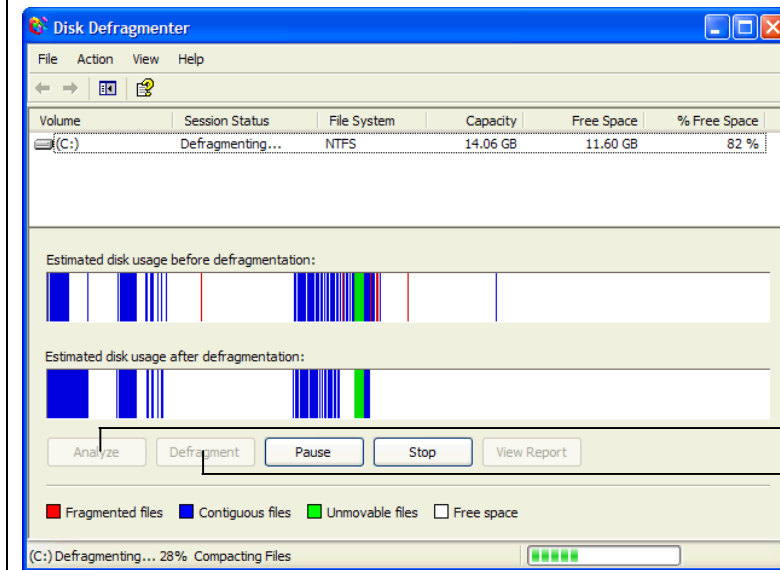 Disk Defragmenter
File Action View Help
Volume Session Status File System Capacity Free Space % Free Space
(C:) Defragmenting... NTFS 14.06 GB 11.60 GB 82 %
Estimated disk usage before defragmentation:
Estimated disk usage after defragmentation:
Analyze Defragment Pause Stop View Report
Fragmented files Contiguous files Unmovable files Free space
(C:) Defragmenting... 28% Compacting Files